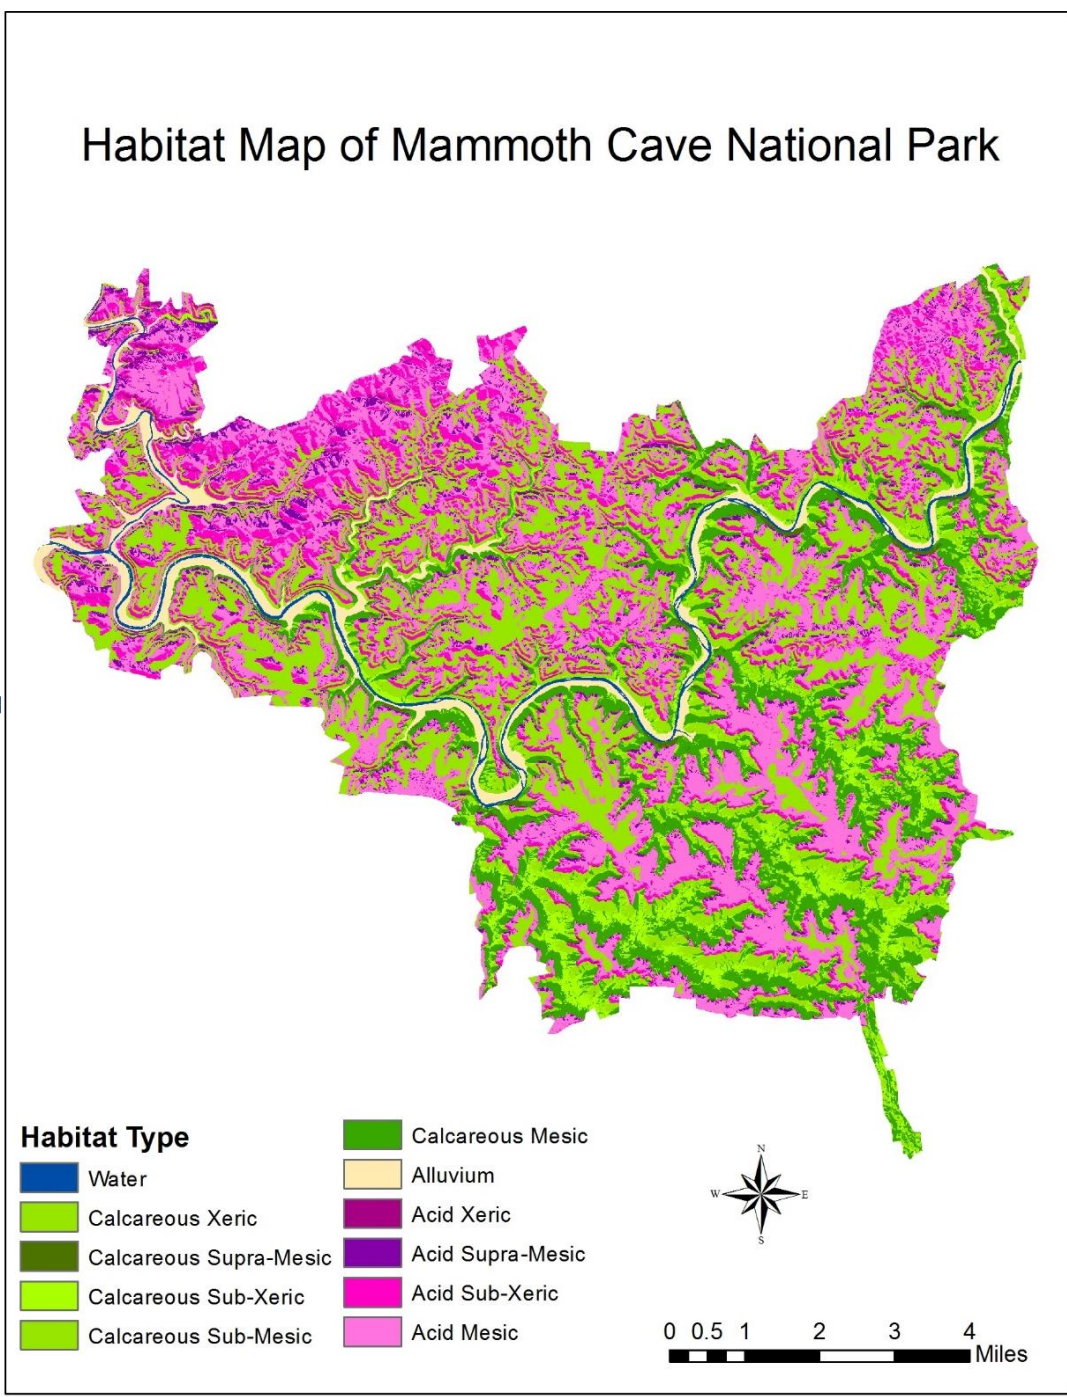 Habitat Map of Mammoth Cave National Park
Habitat Type
Water
Calcareous Xeric
Calcareous Supra-Mesic
Calcareous Sub-Xeric
Calcareous Sub-Mesic
Calcareous Mesic
Alluvium
Acid Xeric
Acid Supra-Mesic
Acid Sub-Xeric
Acid Mesic
N
W E
S
0 0.5 1 2 3 4
Miles